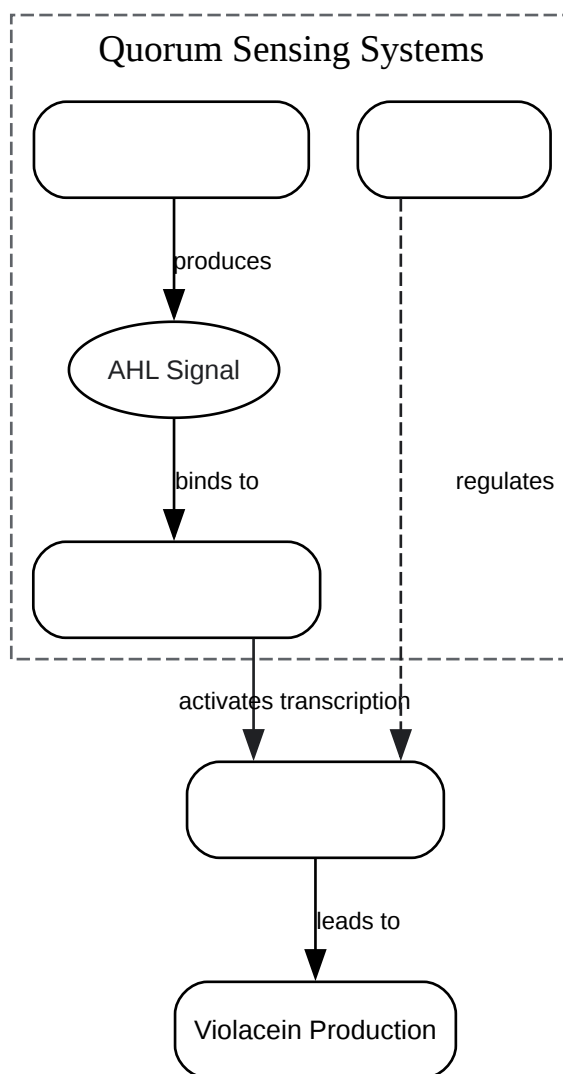 Quorum Sensing Systems
produces
AHL Signal
binds to
regulates
activates transcription
leads to
Violacein Production